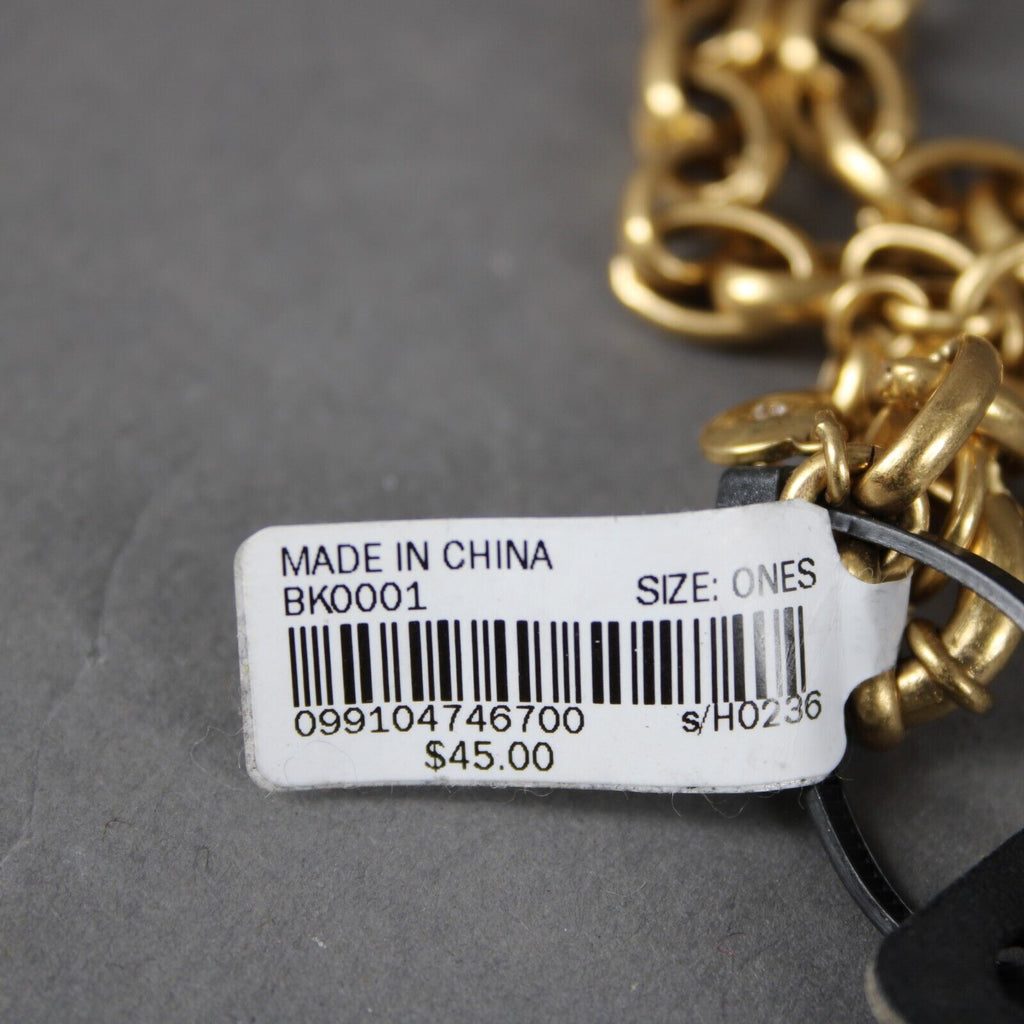 MADE IN CHINA
BK0001 SIZE: ONES
099104746700 s/H0236
$45.00